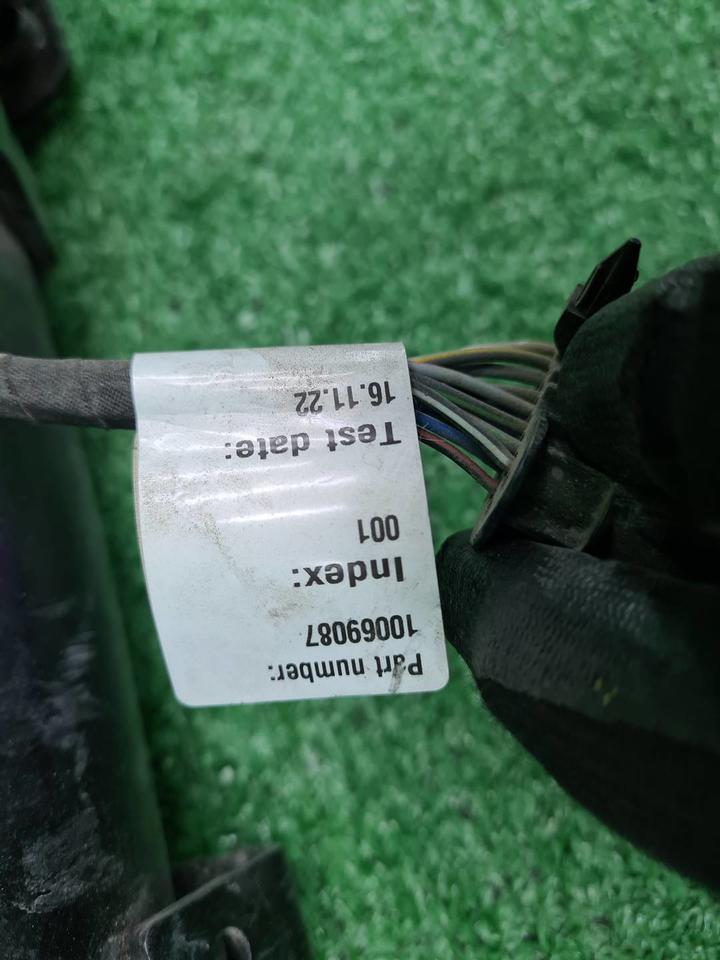 Part number:
10069087
Index:
001
Test date:
16.11.22